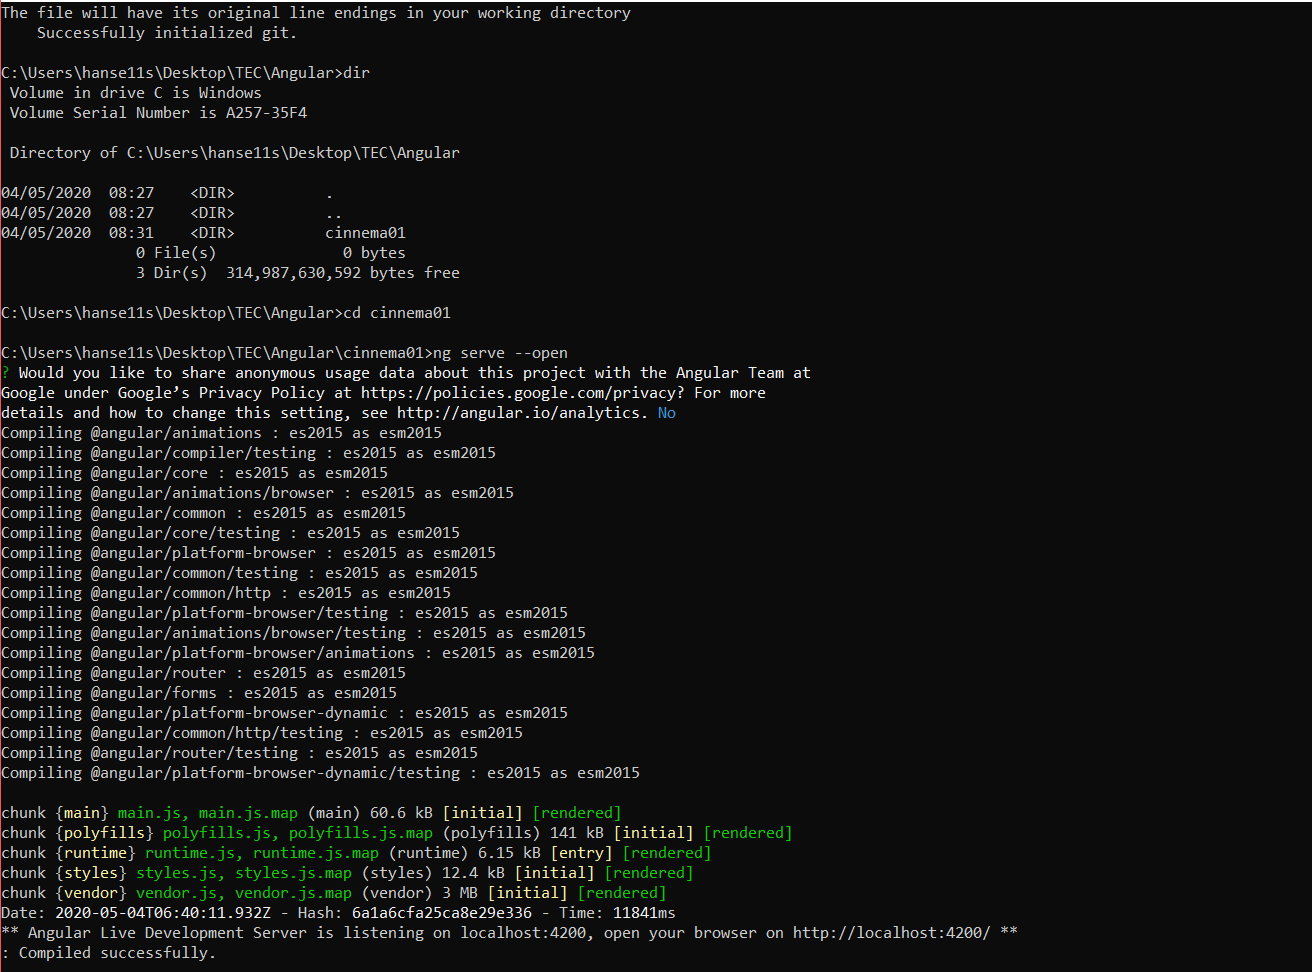 The file will have its original line endings in your working directory
Successfully initialized git.
C:\Users\hanse11s\Desktop\TEC\Angular>dir
Volume in drive C is Windows
Volume Serial Number is A257-35F4
Directory of C:\Users\hanse11s\Desktop\TEC\Angular
04/05/2020  08:27    <DIR>          .
04/05/2020  08:27    <DIR>          ..
04/05/2020  08:31    <DIR>          cinnema01
0 File(s)              0 bytes
3 Dir(s)  314,987,630,592 bytes free
C:\Users\hanse11s\Desktop\TEC\Angular>cd cinnema01
C:\Users\hanse11s\Desktop\TEC\Angular\cinnema01>ng serve --open
? Would you like to share anonymous usage data about this project with the Angular Team at
Google under Google’s Privacy Policy at https://policies.google.com/privacy? For more
details and how to change this setting, see http://angular.io/analytics. No
Compiling @angular/animations : es2015 as esm2015
Compiling @angular/compiler/testing : es2015 as esm2015
Compiling @angular/core : es2015 as esm2015
Compiling @angular/animations/browser : es2015 as esm2015
Compiling @angular/common : es2015 as esm2015
Compiling @angular/core/testing : es2015 as esm2015
Compiling @angular/platform-browser : es2015 as esm2015
Compiling @angular/common/testing : es2015 as esm2015
Compiling @angular/common/http : es2015 as esm2015
Compiling @angular/platform-browser/testing : es2015 as esm2015
Compiling @angular/animations/browser/testing : es2015 as esm2015
Compiling @angular/platform-browser/animations : es2015 as esm2015
Compiling @angular/router : es2015 as esm2015
Compiling @angular/forms : es2015 as esm2015
Compiling @angular/platform-browser-dynamic : es2015 as esm2015
Compiling @angular/common/http/testing : es2015 as esm2015
Compiling @angular/router/testing : es2015 as esm2015
Compiling @angular/platform-browser-dynamic/testing : es2015 as esm2015
chunk {main} main.js, main.js.map (main) 60.6 kB [initial] [rendered]
chunk {polyfills} polyfills.js, polyfills.js.map (polyfills) 141 kB [initial] [rendered]
chunk {runtime} runtime.js, runtime.js.map (runtime) 6.15 kB [entry] [rendered]
chunk {styles} styles.js, styles.js.map (styles) 12.4 kB [initial] [rendered]
chunk {vendor} vendor.js, vendor.js.map (vendor) 3 MB [initial] [rendered]
Date: 2020-05-04T06:40:11.932Z - Hash: 6a1a6cfa25ca8e29e336 - Time: 11841ms
** Angular Live Development Server is listening on localhost:4200, open your browser on http://localhost:4200/ **
: Compiled successfully.